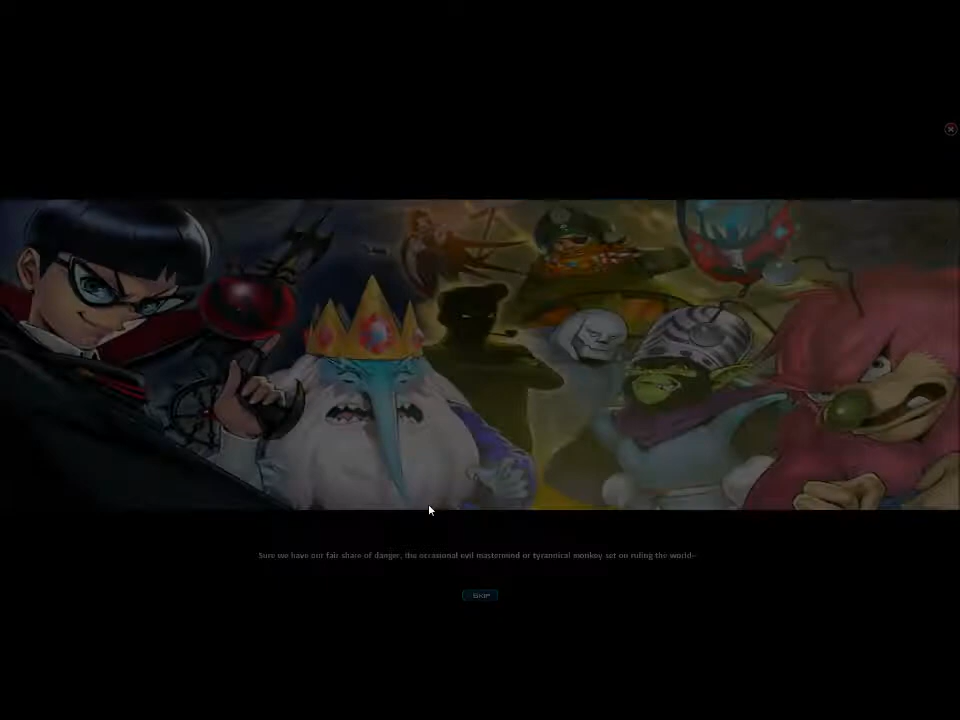 Sure we have our fair share of danger, the occasional evil mastermind or tyrannical monkey set on ruling the world--
Skip